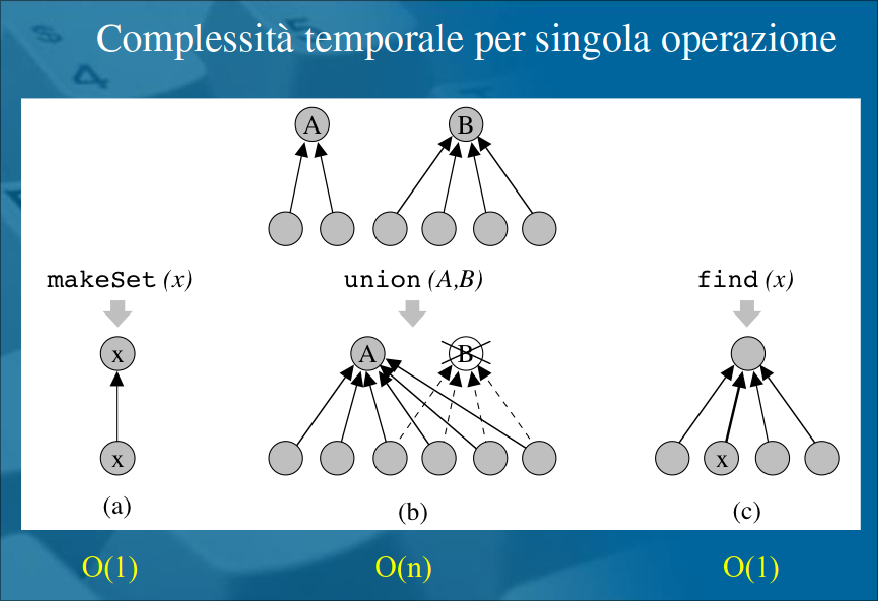 Complessità temporale per singola operazione
A B
makeSet (x) union (A,B) find (x)
x A B
x x
(a) (b) (c)
O(1) O(n) O(1)